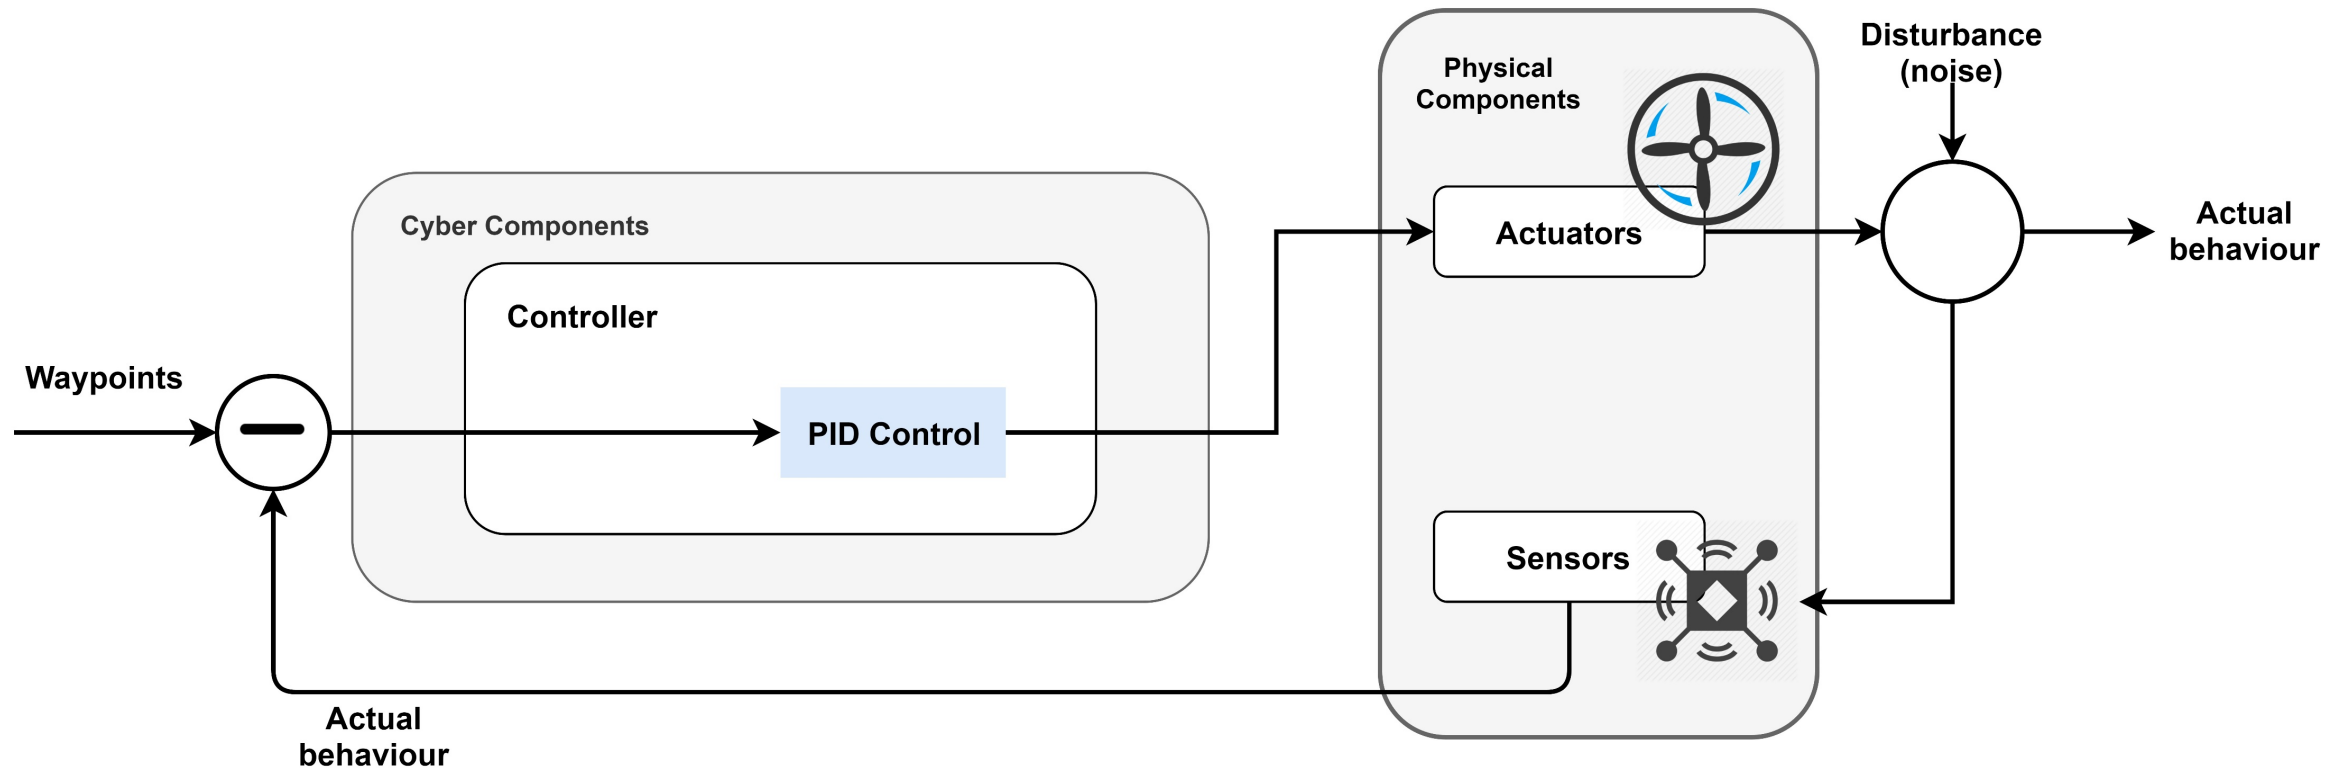 Disturbance
(noise)
Physical
Components
Cyber Components
Actuators
Actual
behaviour
Controller
Waypoints
PID Control
Sensors
Actual
behaviour